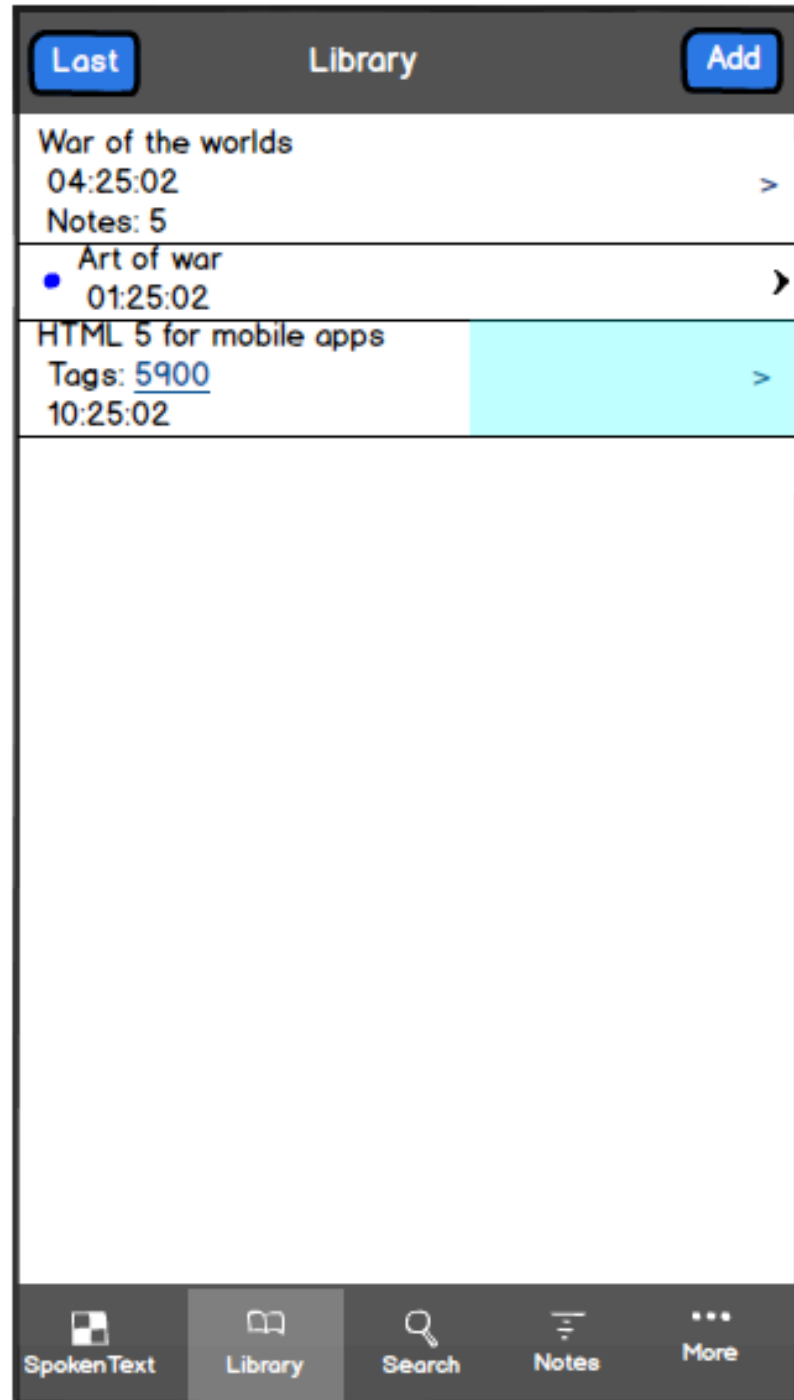 Last Library Add
War of the worlds
04:25:02
>
Notes: 5
Art of war
01:25:02
HTML 5 for mobile apps
Tags: 5900
>
10:25:02
SpokenText Library Search Notes More